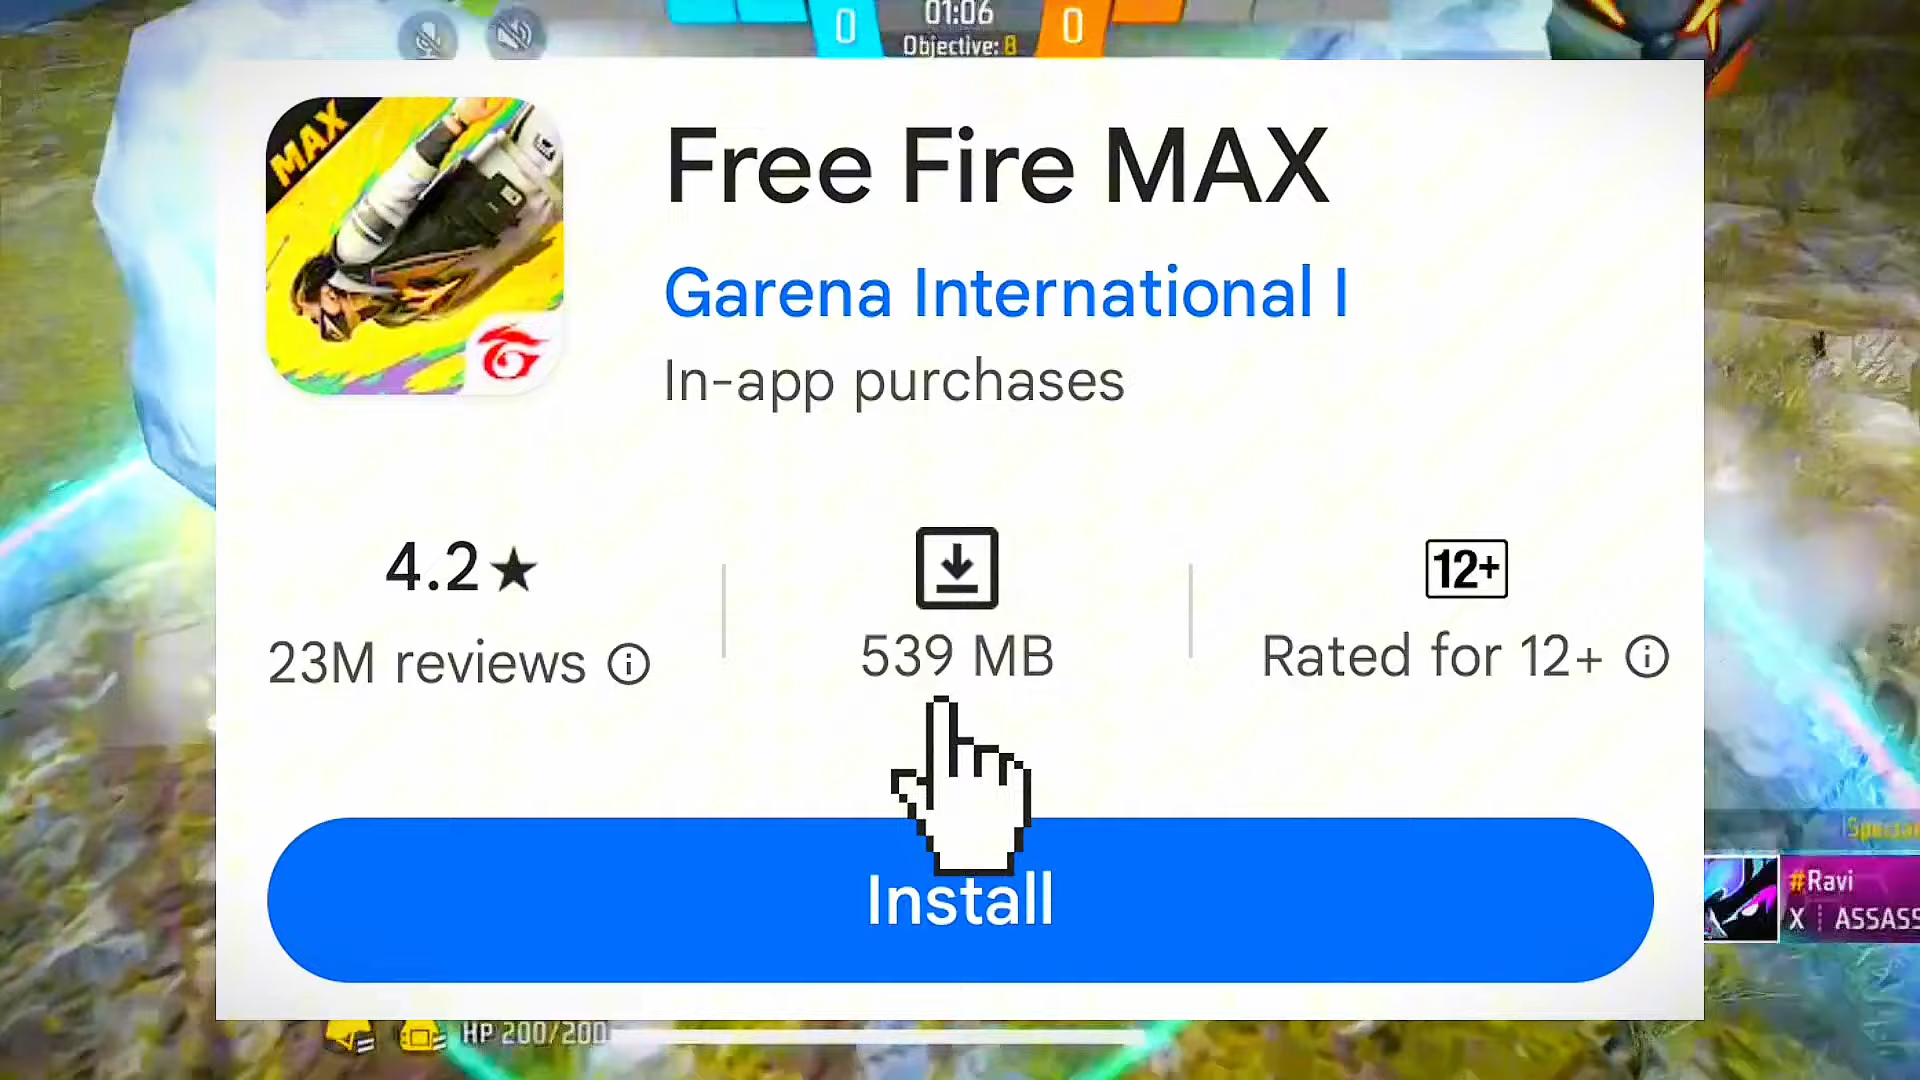 0
01:06
0
Objective: 8
MAX
Free Fire MAX
Garena International I
In-app purchases
4.2★
12+
23M reviews
539 MB
Rated for 12+
Install
#Ravi
X ASSASS
HP 200/200